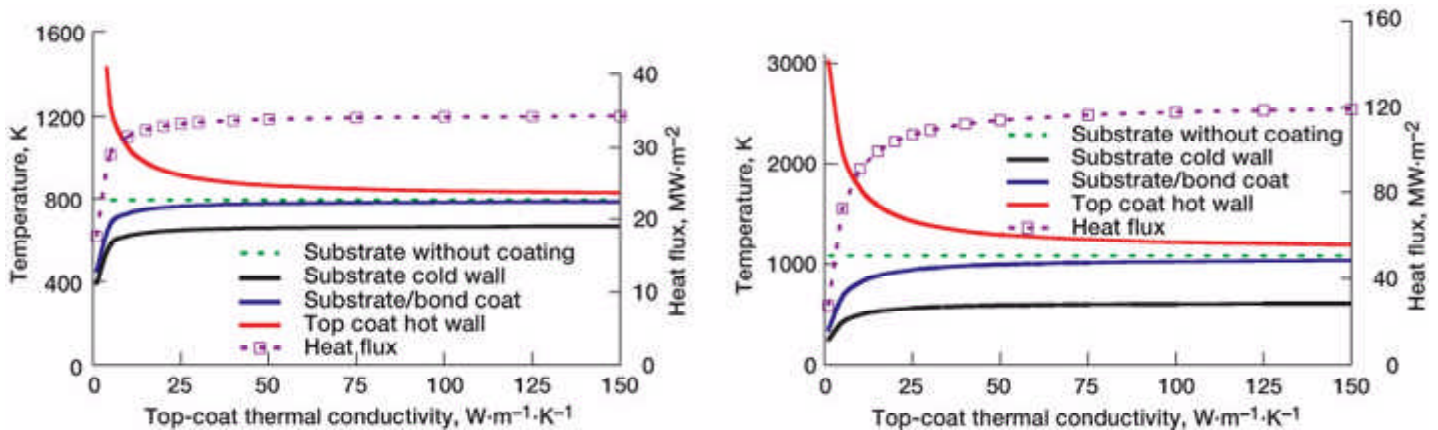 1600
1200
800
400
0
Temperature, K
40
30
20
10
0
Heat flux, MW·m⁻²
Substrate without coating
Substrate cold wall
Substrate/bond coat
Top coat hot wall
Heat flux
0 25 50 75 100 125 150
Top-coat thermal conductivity, W·m⁻¹·K⁻¹
3000
2000
1000
0
Temperature, K
160
120
80
40
0
Heat flux, MW·m⁻²
Substrate without coating
Substrate cold wall
Substrate/bond coat
Top coat hot wall
Heat flux
0 25 50 75 100 125 150
Top-coat thermal conductivity, W·m⁻¹·K⁻¹